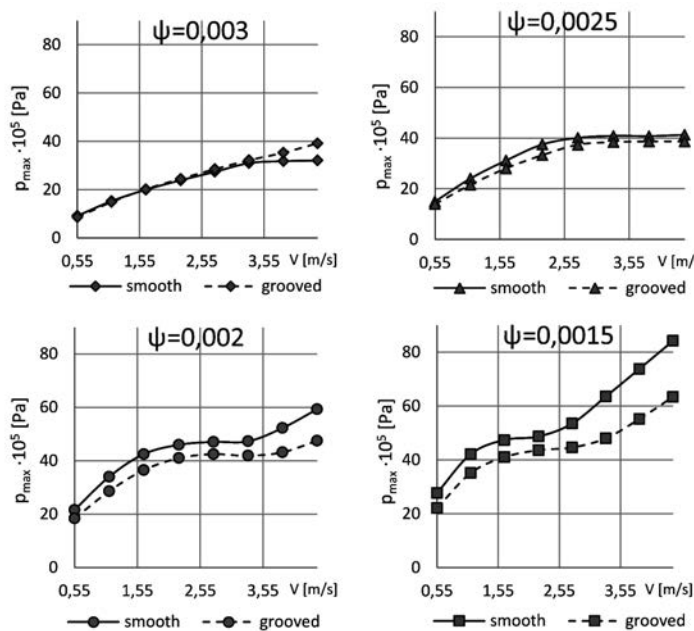 ψ=0,003
80
60
40
20
0
p_max ·10⁵ [Pa]
0,55 1,55 2,55 3,55 V [m/s]
smooth grooved
ψ=0,0025
80
60
40
20
0
p_max ·10⁵ [Pa]
0,55 1,55 2,55 3,55 V [m/s]
smooth grooved
ψ=0,002
80
60
40
20
0
p_max ·10⁵ [Pa]
0,55 1,55 2,55 3,55 V [m/s]
smooth grooved
ψ=0,0015
80
60
40
20
0
p_max ·10⁵ [Pa]
0,55 1,55 2,55 3,55 V [m/s]
smooth grooved